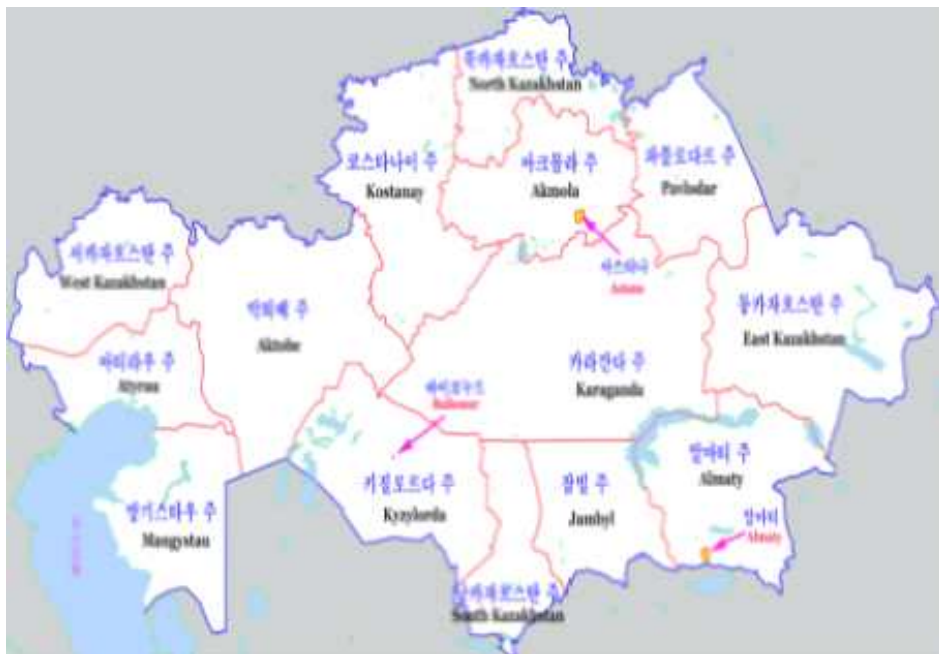 북카자흐스탄 주
North Kazakhstan
코스타나이 주
Kostanay
아크몰라 주
Akmola
파블로다르 주
Pavlodar
아스타나
Astana
서카자흐스탄 주
West Kazakhstan
악퇴베 주
Aktobe
동카자흐스탄 주
East Kazakhstan
아티라우 주
Atyrau
카라간다 주
Karaganda
바이코누르
Baikonur
망기스타우 주
Mangystau
키질로르다 주
Kyzylorda
잠빌 주
Jambyl
알마티 주
Almaty
알마티
Almaty
남카자흐스탄 주
South Kazakhstan